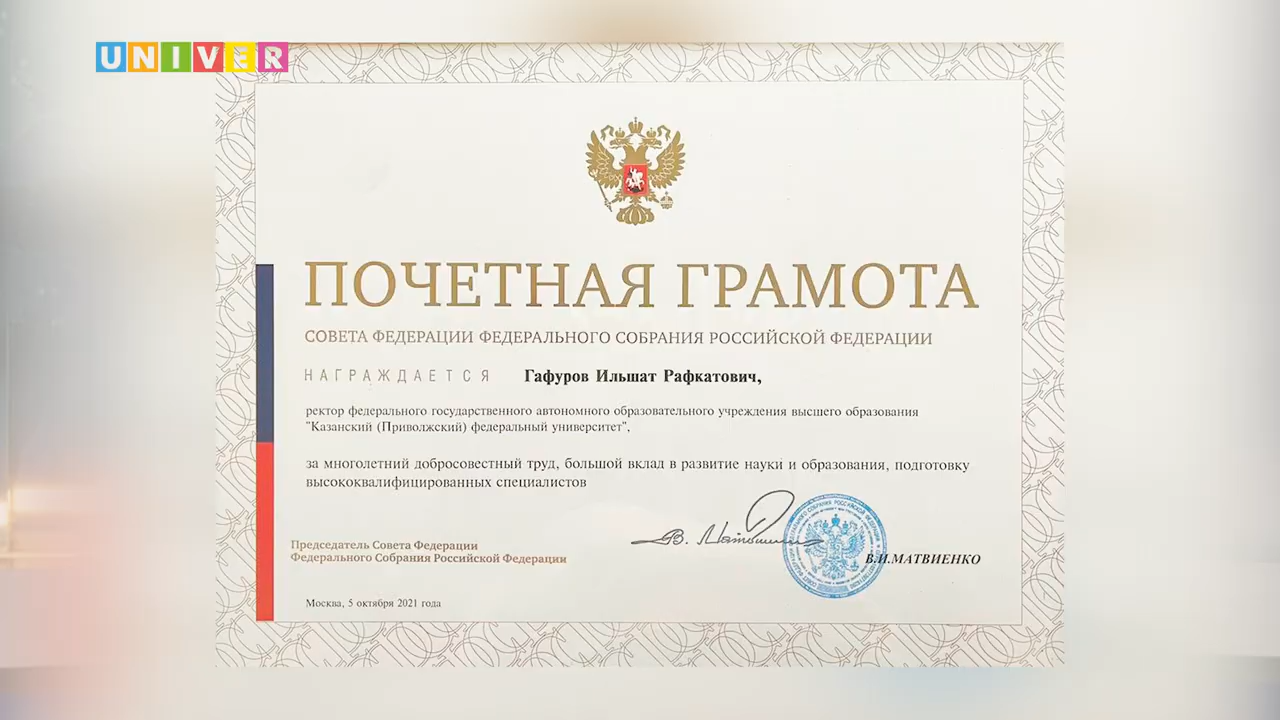 UNIVER
ПОЧЕТНАЯ ГРАМОТА
СОВЕТА ФЕДЕРАЦИИ ФЕДЕРАЛЬНОГО СОБРАНИЯ РОССИЙСКОЙ ФЕДЕРАЦИИ
НАГРАЖДАЕТСЯ Гафуров Ильшат Рафкатович,
ректор федерального государственного автономного образовательного учреждения высшего образования
"Казанский (Приволжский) федеральный университет",
за многолетний добросовестный труд, большой вклад в развитие науки и образования, подготовку
высококвалифицированных специалистов
Председатель Совета Федерации
Федерального Собрания Российской Федерации
В.И.МАТВИЕНКО
Москва, 5 октября 2021 года